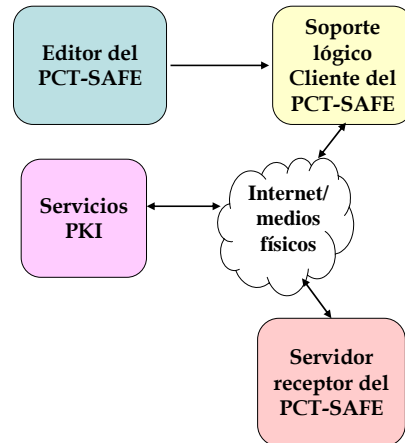 Editor del
PCT-SAFE
Soporte
lógico
Cliente del
PCT-SAFE
Servicios
PKI
Internet/
medios
físicos
Servidor
receptor del
PCT-SAFE